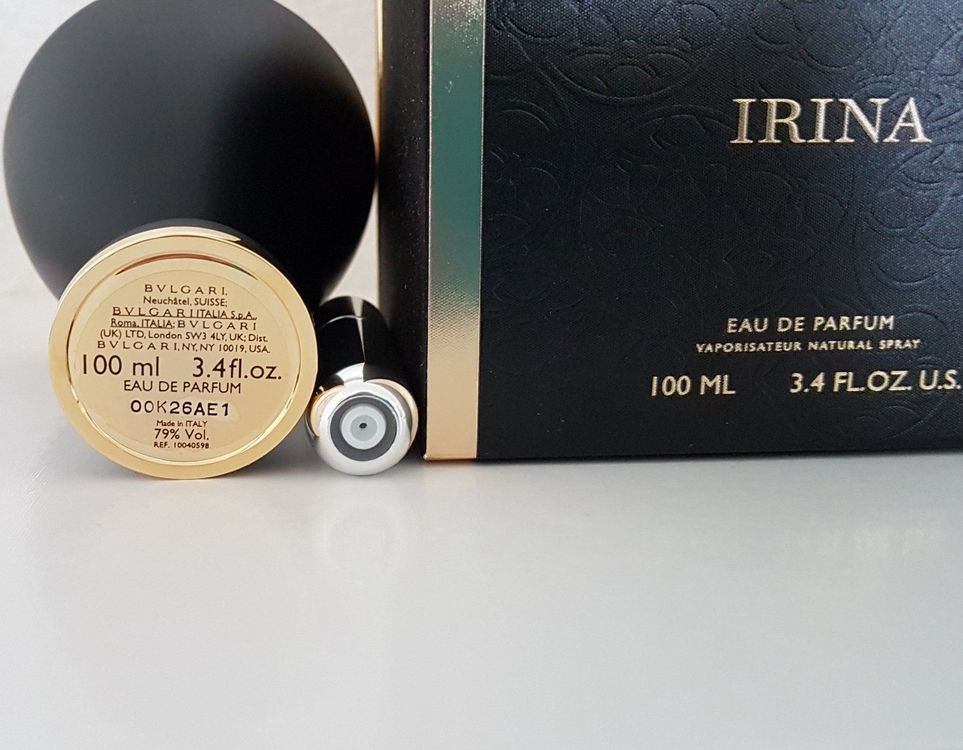 BVLGARI,
Neuchâtel, SUISSE;
BVLGARI ITALIA S.p.A.
Roma, ITALIA; BVLGARI
(UK) LTD, London SW3 4LY, UK; Dist.
BVLGARI, NY, NY 10019, USA.
100 ml 3.4 fl.oz.
EAU DE PARFUM
00K26AE1
Made in ITALY
79% Vol.
REF. 10040598
IRINA
EAU DE PARFUM
VAPORISATEUR NATURAL SPRAY
100 ML 3.4 FL.OZ. U.S.